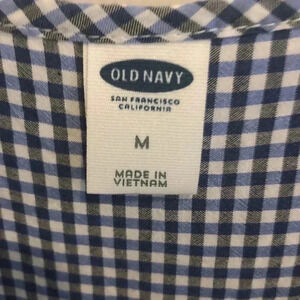 OLD NAVY
SAN FRANCISCO
CALIFORNIA
M
MADE IN
VIETNAM